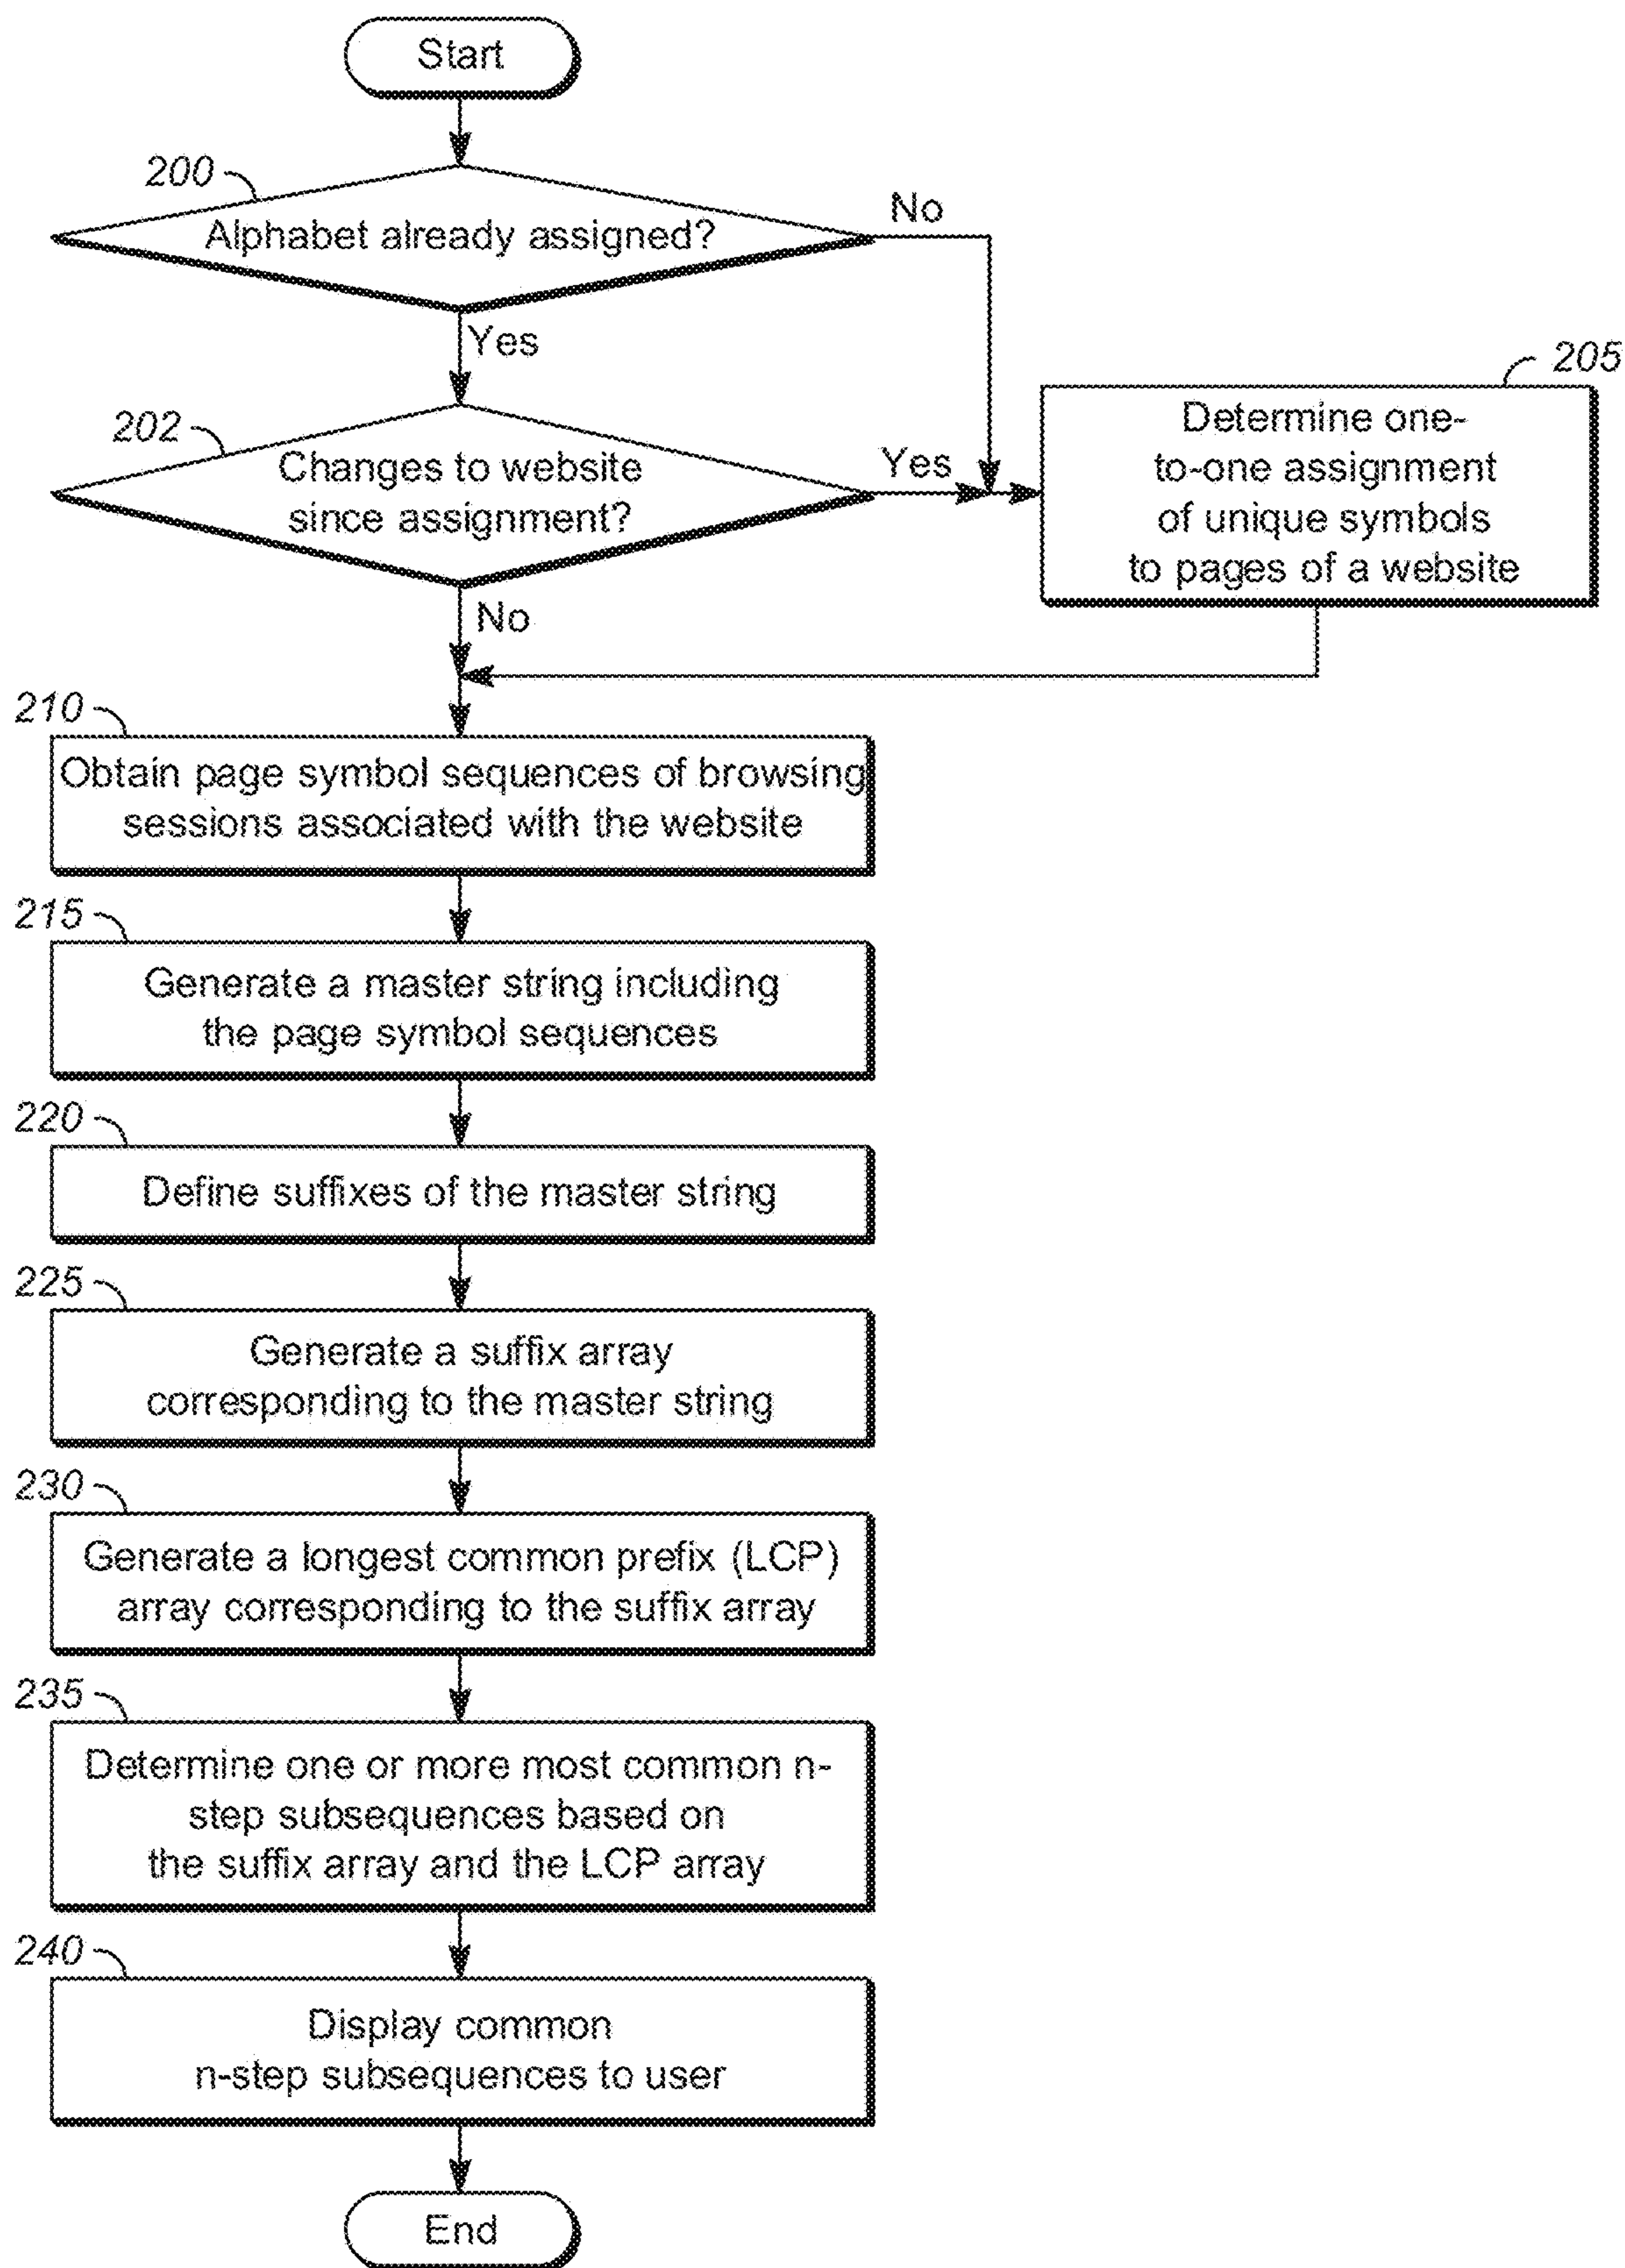 Start
200
Alphabet already assigned?
No
Yes
205
202
Changes to website
since assignment?
Yes
Determine one-
to-one assignment
of unique symbols
to pages of a website
No
210
Obtain page symbol sequences of browsing
sessions associated with the website
215
Generate a master string including
the page symbol sequences
220
Define suffixes of the master string
225
Generate a suffix array
corresponding to the master string
230
Generate a longest common prefix (LCP)
array corresponding to the suffix array
235
Determine one or more most common n-
step subsequences based on
the suffix array and the LCP array
240
Display common
n-step subsequences to user
End